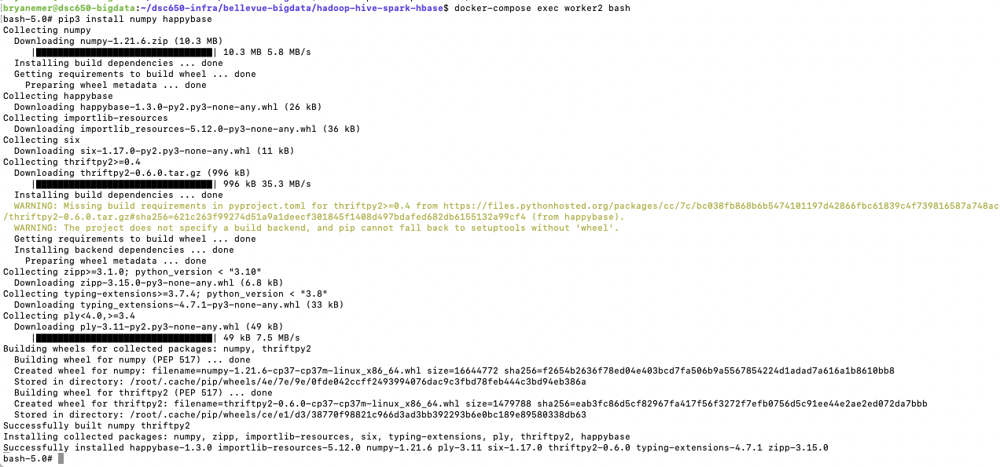 bryanemer@dsc650-bigdata:~/dsc650-infra/bellevue-bigdata/hadoop-hive-spark-hbase$ docker-compose exec worker2 bash
bash-5.0# pip3 install numpy happybase
Collecting numpy
  Downloading numpy-1.21.6.zip (10.3 MB)
     |████████████████████████████████| 10.3 MB 5.8 MB/s
  Installing build dependencies ... done
  Getting requirements to build wheel ... done
    Preparing wheel metadata ... done
Collecting happybase
  Downloading happybase-1.3.0-py2.py3-none-any.whl (26 kB)
Collecting importlib-resources
  Downloading importlib_resources-5.12.0-py3-none-any.whl (36 kB)
Collecting six
  Downloading six-1.17.0-py2.py3-none-any.whl (11 kB)
Collecting thriftpy2>=0.4
  Downloading thriftpy2-0.6.0.tar.gz (996 kB)
     |████████████████████████████████| 996 kB 35.3 MB/s
  Installing build dependencies ... done
  WARNING: Missing build requirements in pyproject.toml for thriftpy2>=0.4 from https://files.pythonhosted.org/packages/cc/7c/bc038fb868b6b5474101197d42866fbc61839c4f739816587a748ac
/thriftpy2-0.6.0.tar.gz#sha256=621c263f99274d51a9a1deecf301845f1408d497bdafed682db6155132a99cf4 (from happybase).
  WARNING: The project does not specify a build backend, and pip cannot fall back to setuptools without 'wheel'.
  Getting requirements to build wheel ... done
  Installing backend dependencies ... done
    Preparing wheel metadata ... done
Collecting zipp>=3.1.0; python_version < "3.10"
  Downloading zipp-3.15.0-py3-none-any.whl (6.8 kB)
Collecting typing-extensions>=3.7.4; python_version < "3.8"
  Downloading typing_extensions-4.7.1-py3-none-any.whl (33 kB)
Collecting ply<4.0,>=3.4
  Downloading ply-3.11-py2.py3-none-any.whl (49 kB)
     |████████████████████████████████| 49 kB 7.5 MB/s
Building wheels for collected packages: numpy, thriftpy2
  Building wheel for numpy (PEP 517) ... done
  Created wheel for numpy: filename=numpy-1.21.6-cp37-cp37m-linux_x86_64.whl size=16644772 sha256=f2654b2636f78ed04e403bcd7fa506b9a5567854224d1adad7a616a1b8610bb8
  Stored in directory: /root/.cache/pip/wheels/4e/7e/9e/0fde042ccff2493994076dac9c3fbd78feb444c3bd94eb386a
  Building wheel for thriftpy2 (PEP 517) ... done
  Created wheel for thriftpy2: filename=thriftpy2-0.6.0-cp37-cp37m-linux_x86_64.whl size=1479788 sha256=eab3fc86d5cf82967fa417f56f3272f7efb0756d5c91ee44e2ae2ed072da7bbb
  Stored in directory: /root/.cache/pip/wheels/ce/e1/d3/38770f98821c966d3ad3bb392293b6e0bc189e89580338db63
Successfully built numpy thriftpy2
Installing collected packages: numpy, zipp, importlib-resources, six, typing-extensions, ply, thriftpy2, happybase
Successfully installed happybase-1.3.0 importlib-resources-5.12.0 numpy-1.21.6 ply-3.11 six-1.17.0 thriftpy2-0.6.0 typing-extensions-4.7.1 zipp-3.15.0
bash-5.0#